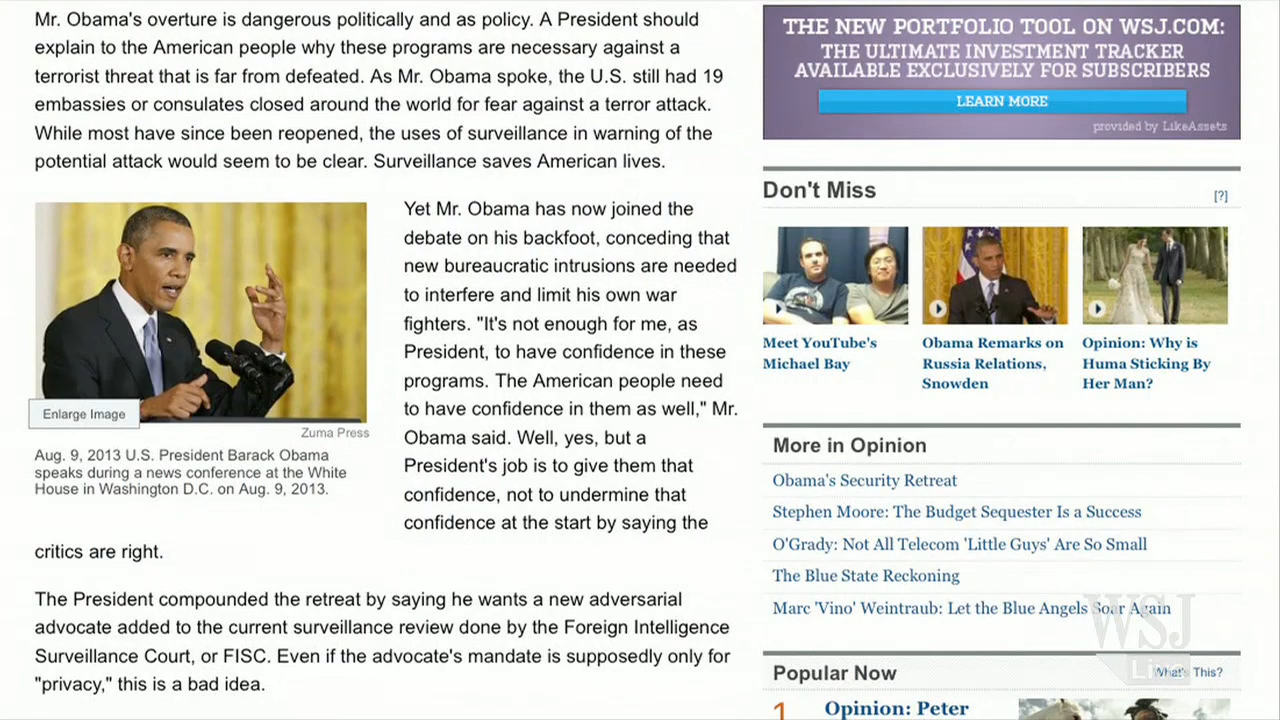 Mr. Obama's overture is dangerous politically and as policy. A President should
explain to the American people why these programs are necessary against a
terrorist threat that is far from defeated. As Mr. Obama spoke, the U.S. still had 19
embassies or consulates closed around the world for fear against a terror attack.
While most have since been reopened, the uses of surveillance in warning of the
potential attack would seem to be clear. Surveillance saves American lives.
Enlarge Image
Zuma Press
Aug. 9, 2013 U.S. President Barack Obama
speaks during a news conference at the White
House in Washington D.C. on Aug. 9, 2013.
Yet Mr. Obama has now joined the
debate on his backfoot, conceding that
new bureaucratic intrusions are needed
to interfere and limit his own war
fighters. "It's not enough for me, as
President, to have confidence in these
programs. The American people need
to have confidence in them as well," Mr.
Obama said. Well, yes, but a
President's job is to give them that
confidence, not to undermine that
confidence at the start by saying the
critics are right.
The President compounded the retreat by saying he wants a new adversarial
advocate added to the current surveillance review done by the Foreign Intelligence
Surveillance Court, or FISC. Even if the advocate's mandate is supposedly only for
"privacy," this is a bad idea.
THE NEW PORTFOLIO TOOL ON WSJ.COM:
THE ULTIMATE INVESTMENT TRACKER
AVAILABLE EXCLUSIVELY FOR SUBSCRIBERS
LEARN MORE
provided by LikeAssets
Don't Miss
[?]
Meet YouTube's
Michael Bay
Obama Remarks on
Russia Relations,
Snowden
Opinion: Why is
Huma Sticking By
Her Man?
More in Opinion
Obama's Security Retreat
Stephen Moore: The Budget Sequester Is a Success
O'Grady: Not All Telecom 'Little Guys' Are So Small
The Blue State Reckoning
Marc 'Vino' Weintraub: Let the Blue Angels Soar Again
WSJ
Live
Popular Now
What's This?
1
Opinion: Peter